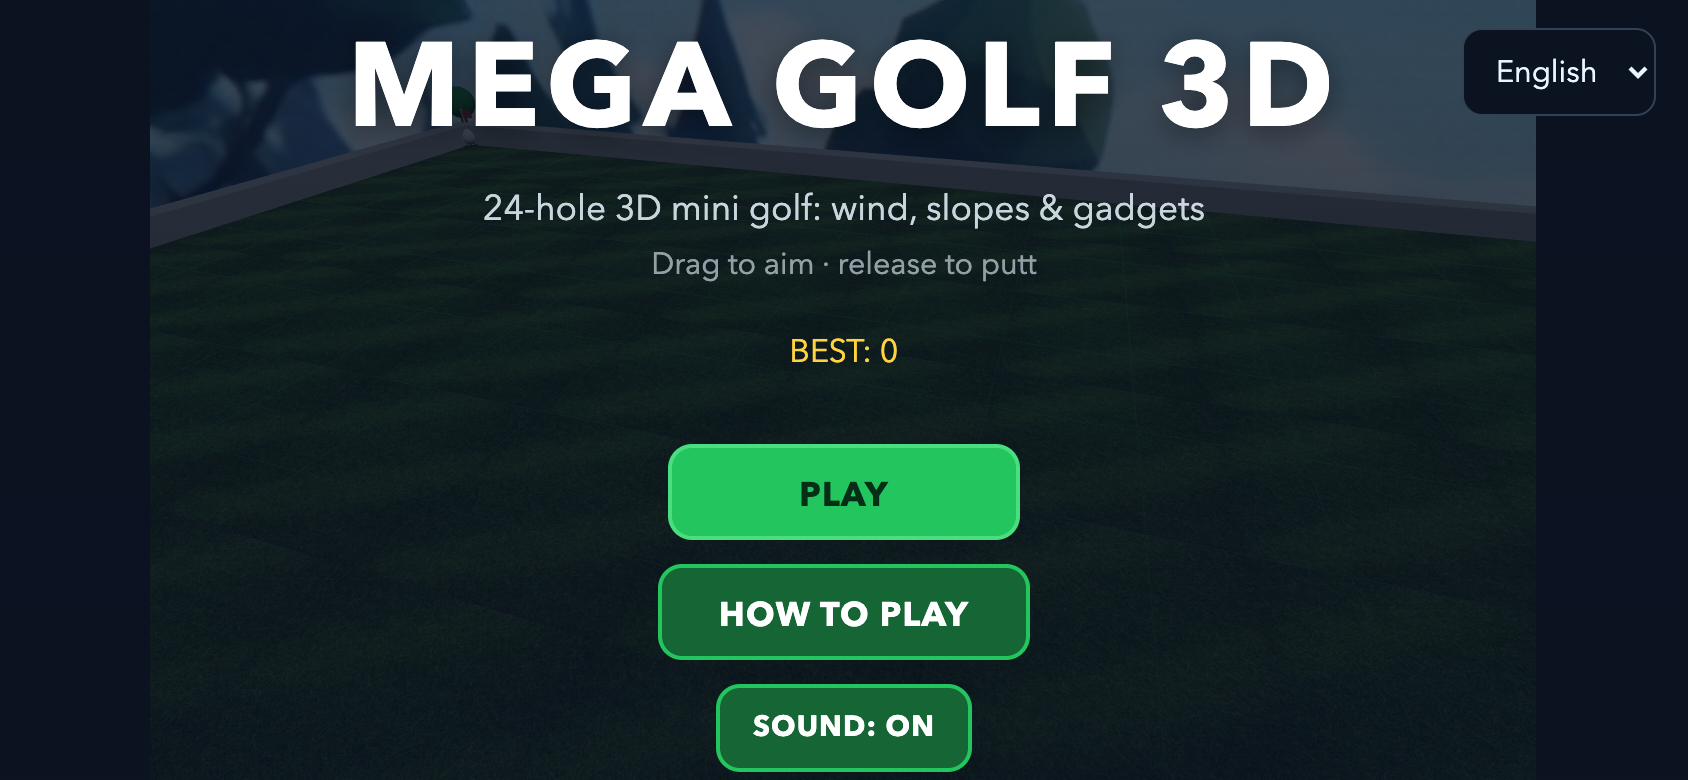 MEGA GOLF 3D
English
24-hole 3D mini golf: wind, slopes & gadgets
Drag to aim · release to putt
BEST: 0
PLAY
HOW TO PLAY
SOUND: ON